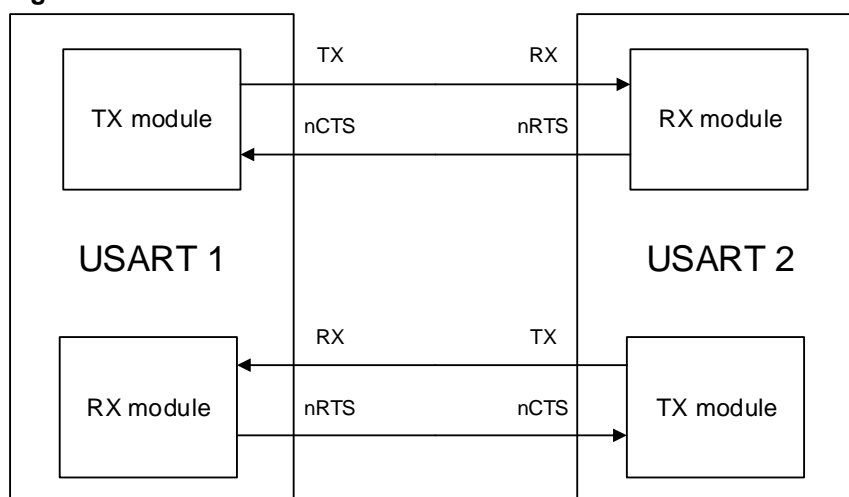 TX RX
TX module RX module
nCTS nRTS
USART 1 USART 2
RX TX
RX module TX module
nRTS nCTS